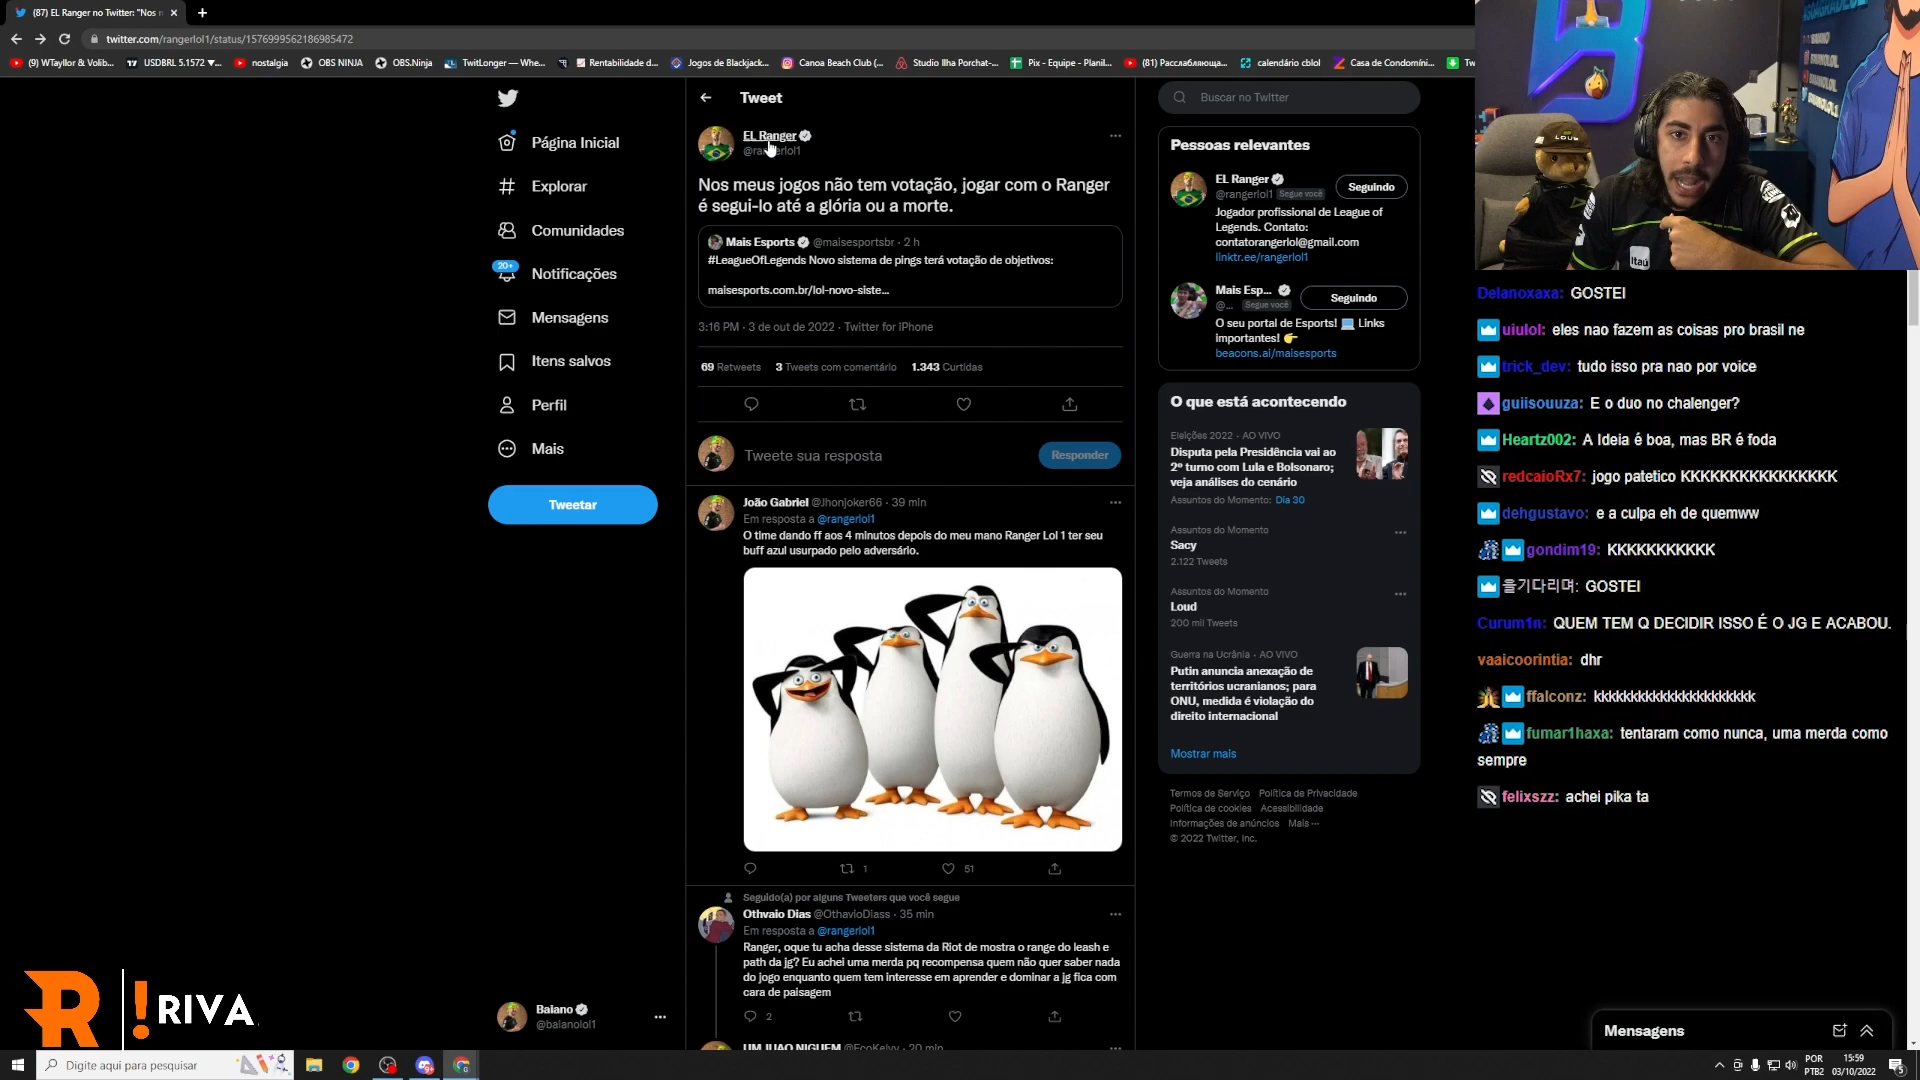 (87) EL Ranger no Twitter: "Nos n
twitter.com/rangerlol1/status/1576999562186985472
(9) WTayllor & Volib...
USDBRL 5.1572 ▼...
nostalgia
OBS NINJA
OBS.Ninja
TwitLonger — Whe...
Rentabilidade d...
Jogos de Blackjack...
Canoa Beach Club (...
Studio Ilha Porchat-...
Pix - Equipe - Planil...
(81) Расслабляюща...
calendário cblol
Casa de Condomíni...
Tw
Página Inicial
Explorar
Comunidades
20+
Notificações
Mensagens
Itens salvos
Perfil
Mais
Tweetar
Baiano
@baianolol1
Tweet
EL Ranger
@rangerlol1
Nos meus jogos não tem votação, jogar com o Ranger
é segui-lo até a glória ou a morte.
Mais Esports @maisesportsbr · 2 h
#LeagueOfLegends Novo sistema de pings terá votação de objetivos:
maisesports.com.br/lol-novo-siste...
3:16 PM · 3 de out de 2022 · Twitter for iPhone
69 Retweets 3 Tweets com comentário 1.343 Curtidas
Tweete sua resposta
Responder
João Gabriel @Jhonjoker66 · 39 min
Em resposta a @rangerlol1
O time dando ff aos 4 minutos depois do meu mano Ranger Lol 1 ter seu
buff azul usurpado pelo adversário.
1 51
Seguido(a) por alguns Tweeters que você segue
Othvaio Dias @OthavioDiass · 35 min
Em resposta a @rangerlol1
Ranger, oque tu acha desse sistema da Riot de mostra o range do leash e
path da jg? Eu achei uma merda pq recompensa quem não quer saber nada
do jogo enquanto quem tem interesse em aprender e dominar a jg fica com
cara de paisagem
2
UM JUAO NIGUEM @EcoKelvv · 20 min
Buscar no Twitter
Pessoas relevantes
EL Ranger
@rangerlol1 Segue você
Seguindo
Jogador profissional de League of
Legends. Contato:
contatorangerlol@gmail.com
linktr.ee/rangerlol1
Mais Esp...
@... Segue você
Seguindo
O seu portal de Esports! 💻 Links
importantes! 👉
beacons.ai/maisesports
O que está acontecendo
Eleições 2022 · AO VIVO
Disputa pela Presidência vai ao
2º turno com Lula e Bolsonaro;
veja análises do cenário
Assuntos do Momento: Dia 30
Assuntos do Momento
Sacy
2.122 Tweets
Assuntos do Momento
Loud
200 mil Tweets
Guerra na Ucrânia · AO VIVO
Putin anuncia anexação de
territórios ucranianos; para
ONU, medida é violação do
direito internacional
Mostrar mais
Termos de Serviço Política de Privacidade
Política de cookies Acessibilidade
Informações de anúncios Mais ···
© 2022 Twitter, Inc.
LOUD
Itaú
Delanoxaxa: GOSTEI
uiulol: eles nao fazem as coisas pro brasil ne
trick_dev: tudo isso pra nao por voice
guiisouuza: E o duo no chalenger?
Heartz002: A Ideia é boa, mas BR é foda
redcaioRx7: jogo patetico KKKKKKKKKKKKKKKK
dehgustavo: e a culpa eh de quemww
gondim19: KKKKKKKKKKK
을기다리며: GOSTEI
Curum1n: QUEM TEM Q DECIDIR ISSO É O JG E ACABOU.
vaaicoorintia: dhr
ffalconz: kkkkkkkkkkkkkkkkkkkkkkk
fumar1haxa: tentaram como nunca, uma merda como
sempre
felixszz: achei pika ta
Mensagens
R !RIVA
Digite aqui para pesquisar
POR
PTB2
15:59
03/10/2022
5